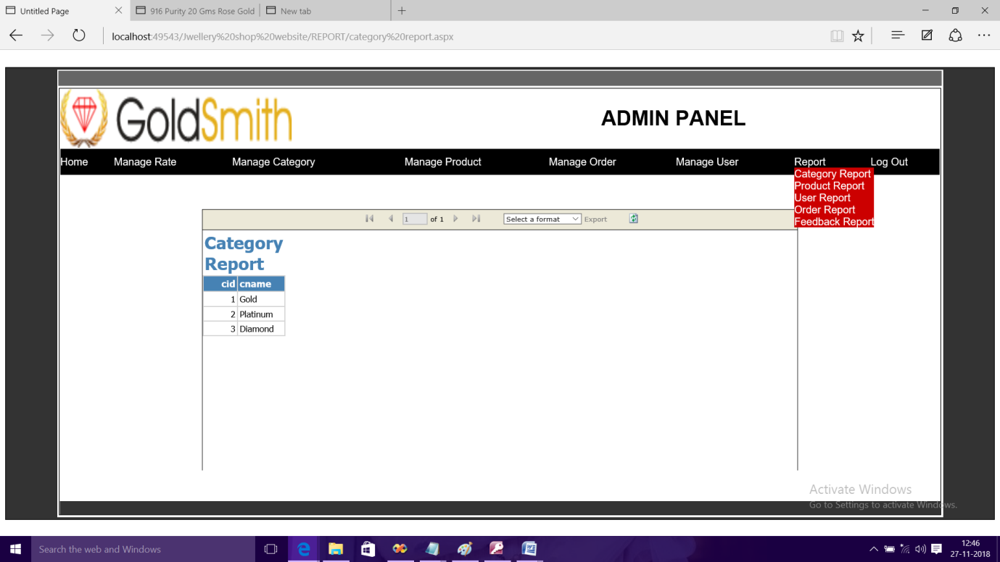 Untitled Page
916 Purity 20 Gms Rose Gold
New tab
localhost:49543/Jwellery%20shop%20website/REPORT/category%20report.aspx
GoldSmith
ADMIN PANEL
Home Manage Rate Manage Category Manage Product Manage Order Manage User Report Log Out
Category Report
Product Report
User Report
Order Report
Feedback Report
1 of 1 Select a format Export
Category
Report
cid cname
1 Gold
2 Platinum
3 Diamond
Activate Windows
Go to Settings to activate Windows.
Search the web and Windows
12:46
27-11-2018